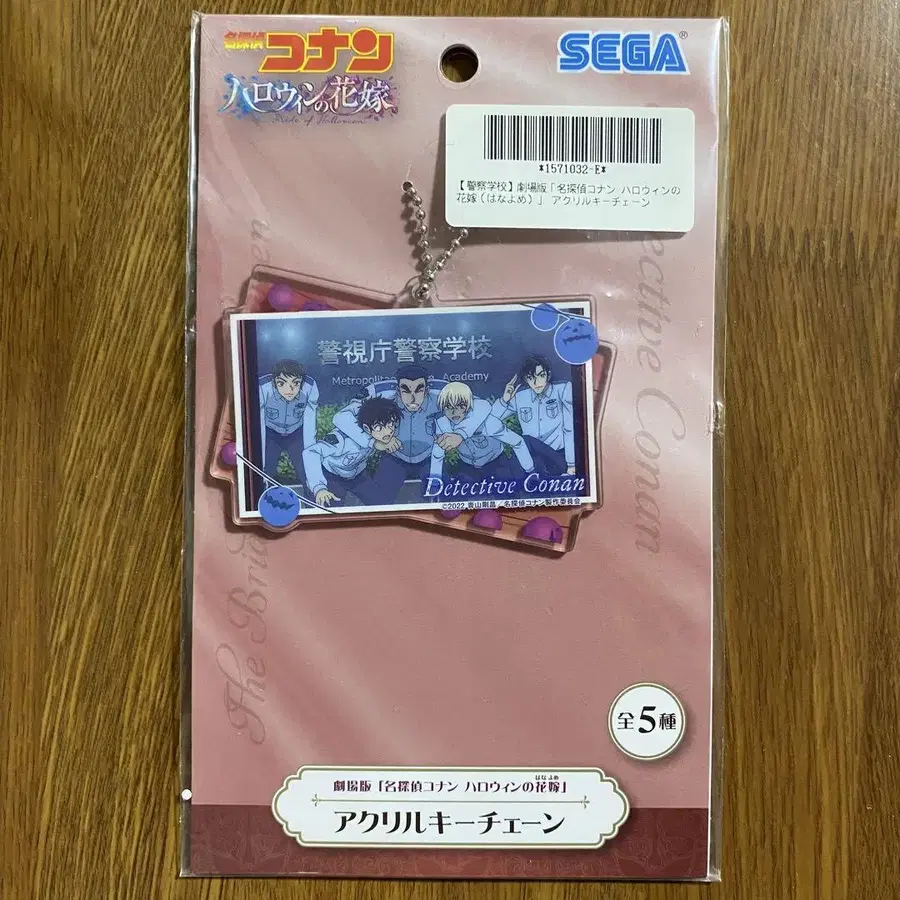 名探偵
コナン
ハロウィンの花嫁
Bride of Halloween
SEGA®
*1571032-E*
【警察学校】劇場版「名探偵コナン ハロウィンの
花嫁(はなよめ)」 アクリルキーチェーン
警視庁警察学校
Metropolitan Academy
Detective Conan
©2022 青山剛昌/名探偵コナン製作委員会
Detective Conan
The Bride
全5種
はなよめ
劇場版「名探偵コナン ハロウィンの花嫁」
アクリルキーチェーン